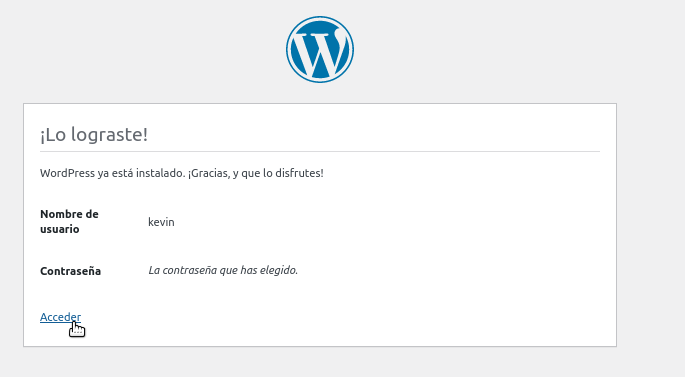 ¡Lo lograste!
WordPress ya está instalado. ¡Gracias, y que lo disfrutes!
Nombre de
usuario
kevin
Contraseña
La contraseña que has elegido.
Acceder